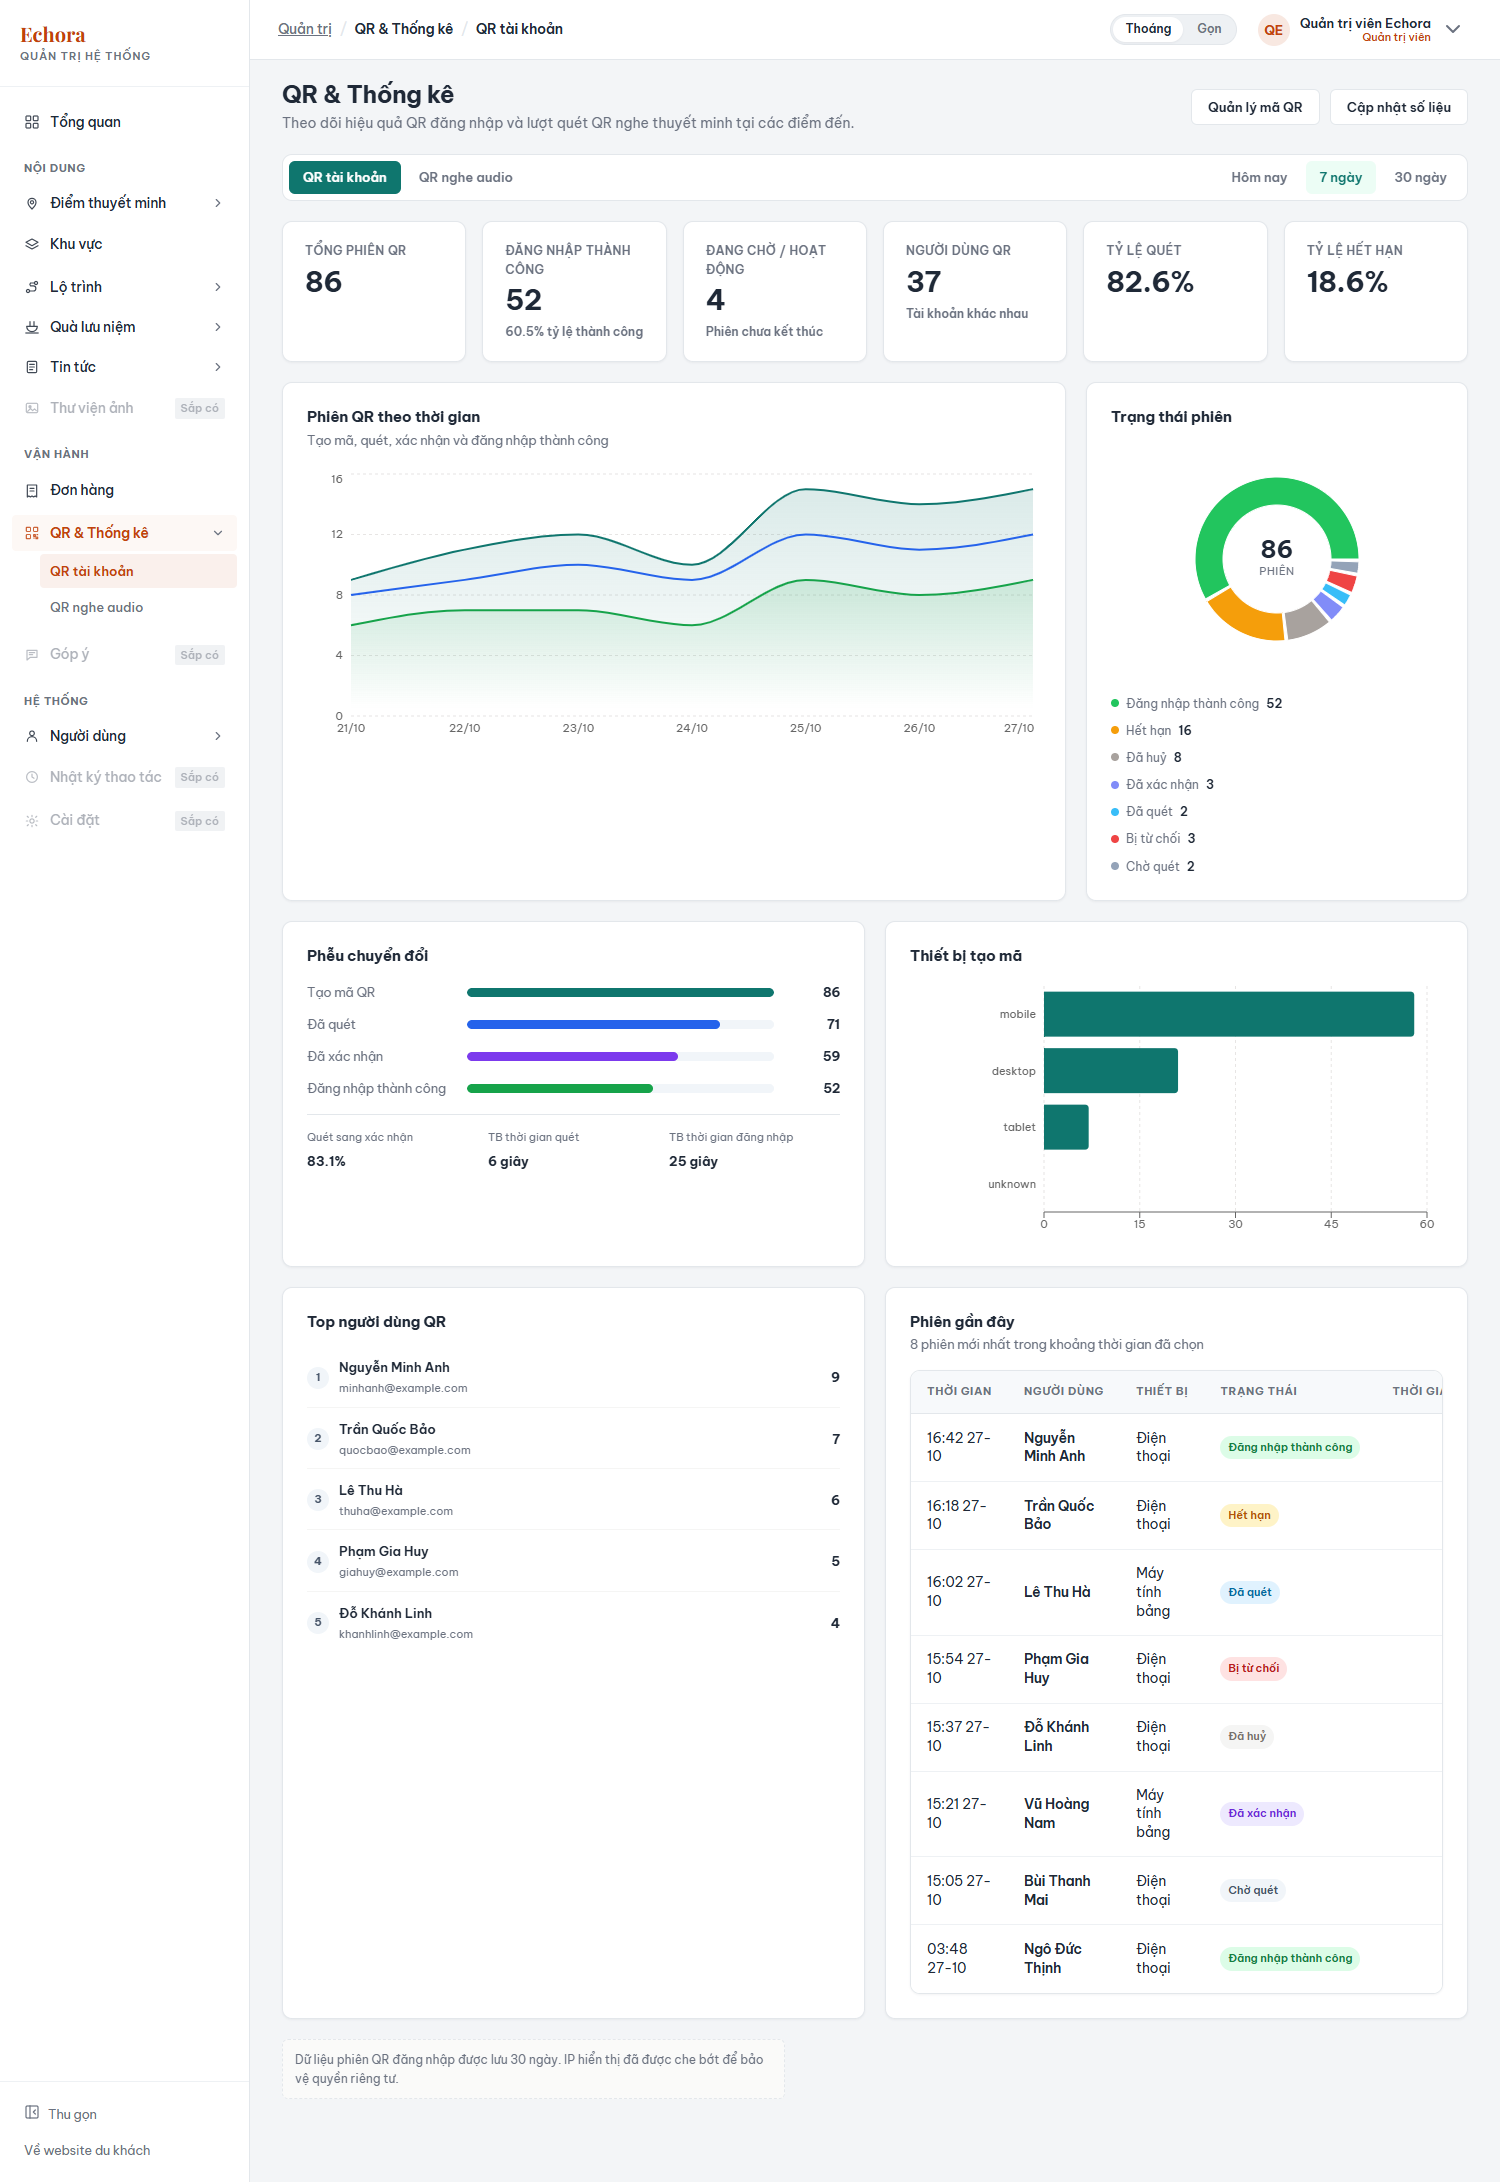 Echora
QUẢN TRỊ HỆ THỐNG
Tổng quan
NỘI DUNG
Điểm thuyết minh
Khu vực
Lộ trình
Quà lưu niệm
Tin tức
Thư viện ảnh Sắp có
VẬN HÀNH
Đơn hàng
QR & Thống kê
QR tài khoản
QR nghe audio
Góp ý Sắp có
HỆ THỐNG
Người dùng
Nhật ký thao tác Sắp có
Cài đặt Sắp có
Thu gọn
Về website du khách
Quản trị / QR & Thống kê / QR tài khoản
Thoáng Gọn
QE Quản trị viên Echora
Quản trị viên
QR & Thống kê
Theo dõi hiệu quả QR đăng nhập và lượt quét QR nghe thuyết minh tại các điểm đến.
Quản lý mã QR Cập nhật số liệu
QR tài khoản QR nghe audio Hôm nay 7 ngày 30 ngày
TỔNG PHIÊN QR
86
ĐĂNG NHẬP THÀNH
CÔNG
52
60.5% tỷ lệ thành công
ĐANG CHỜ / HOẠT
ĐỘNG
4
Phiên chưa kết thúc
NGƯỜI DÙNG QR
37
Tài khoản khác nhau
TỶ LỆ QUÉT
82.6%
TỶ LỆ HẾT HẠN
18.6%
Phiên QR theo thời gian
Tạo mã, quét, xác nhận và đăng nhập thành công
16
12
8
4
0
21/10 22/10 23/10 24/10 25/10 26/10 27/10
Trạng thái phiên
86
PHIÊN
Đăng nhập thành công 52
Hết hạn 16
Đã huỷ 8
Đã xác nhận 3
Đã quét 2
Bị từ chối 3
Chờ quét 2
Phễu chuyển đổi
Tạo mã QR 86
Đã quét 71
Đã xác nhận 59
Đăng nhập thành công 52
Quét sang xác nhận TB thời gian quét TB thời gian đăng nhập
83.1% 6 giây 25 giây
Thiết bị tạo mã
mobile
desktop
tablet
unknown
0 15 30 45 60
Top người dùng QR
1 Nguyễn Minh Anh 9
minhanh@example.com
2 Trần Quốc Bảo 7
quocbao@example.com
3 Lê Thu Hà 6
thuha@example.com
4 Phạm Gia Huy 5
giahuy@example.com
5 Đỗ Khánh Linh 4
khanhlinh@example.com
Phiên gần đây
8 phiên mới nhất trong khoảng thời gian đã chọn
THỜI GIAN NGƯỜI DÙNG THIẾT BỊ TRẠNG THÁI THỜI
16:42 27- Nguyễn Điện Đăng nhập thành công
10 Minh Anh thoại
16:18 27- Trần Quốc Điện Hết hạn
10 Bảo thoại
16:02 27- Lê Thu Hà Máy Đã quét
10 tính
bảng
15:54 27- Phạm Gia Điện Bị từ chối
10 Huy thoại
15:37 27- Đỗ Khánh Điện Đã huỷ
10 Linh thoại
15:21 27- Vũ Hoàng Máy Đã xác nhận
10 Nam tính
bảng
15:05 27- Bùi Thanh Điện Chờ quét
10 Mai thoại
03:48 Ngô Đức Điện Đăng nhập thành công
27-10 Thịnh thoại
Dữ liệu phiên QR đăng nhập được lưu 30 ngày. IP hiển thị đã được che bớt để bảo
vệ quyền riêng tư.